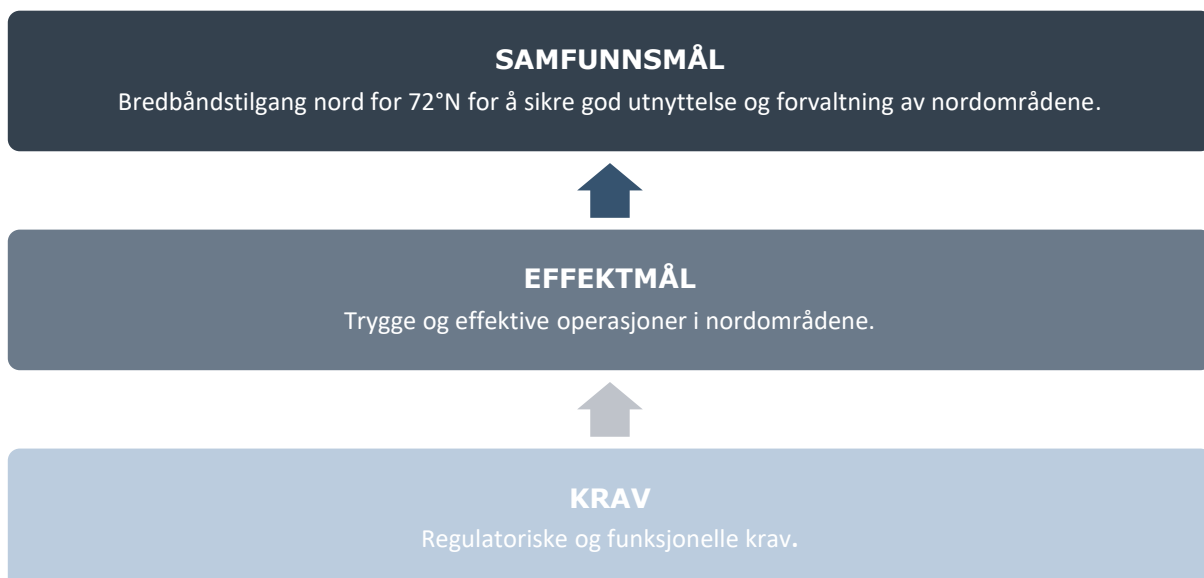 SAMFUNNSMÅL
Bredbåndstilgang nord for 72°N for å sikre god utnyttelse og forvaltning av nordområdene.
EFFEKTMÅL
Trygge og effektive operasjoner i nordområdene.
KRAV
Regulatoriske og funksjonelle krav.